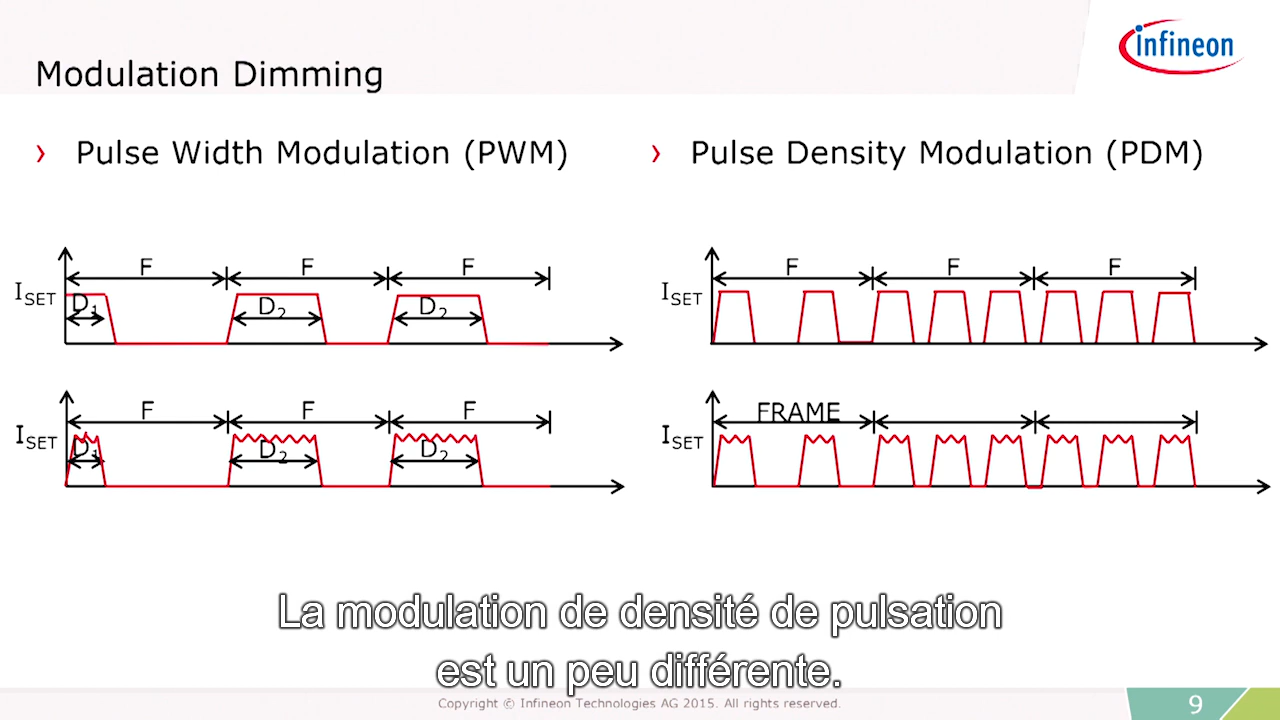 infineon
Modulation Dimming
› Pulse Width Modulation (PWM)
› Pulse Density Modulation (PDM)
F F F
I_SET D₁ D₂ D₂
F F F
I_SET
F F F
I_SET D₁ D₂ D₂
FRAME
I_SET
La modulation de densité de pulsation
est un peu différente.
Copyright © Infineon Technologies AG 2015. All rights reserved.
9